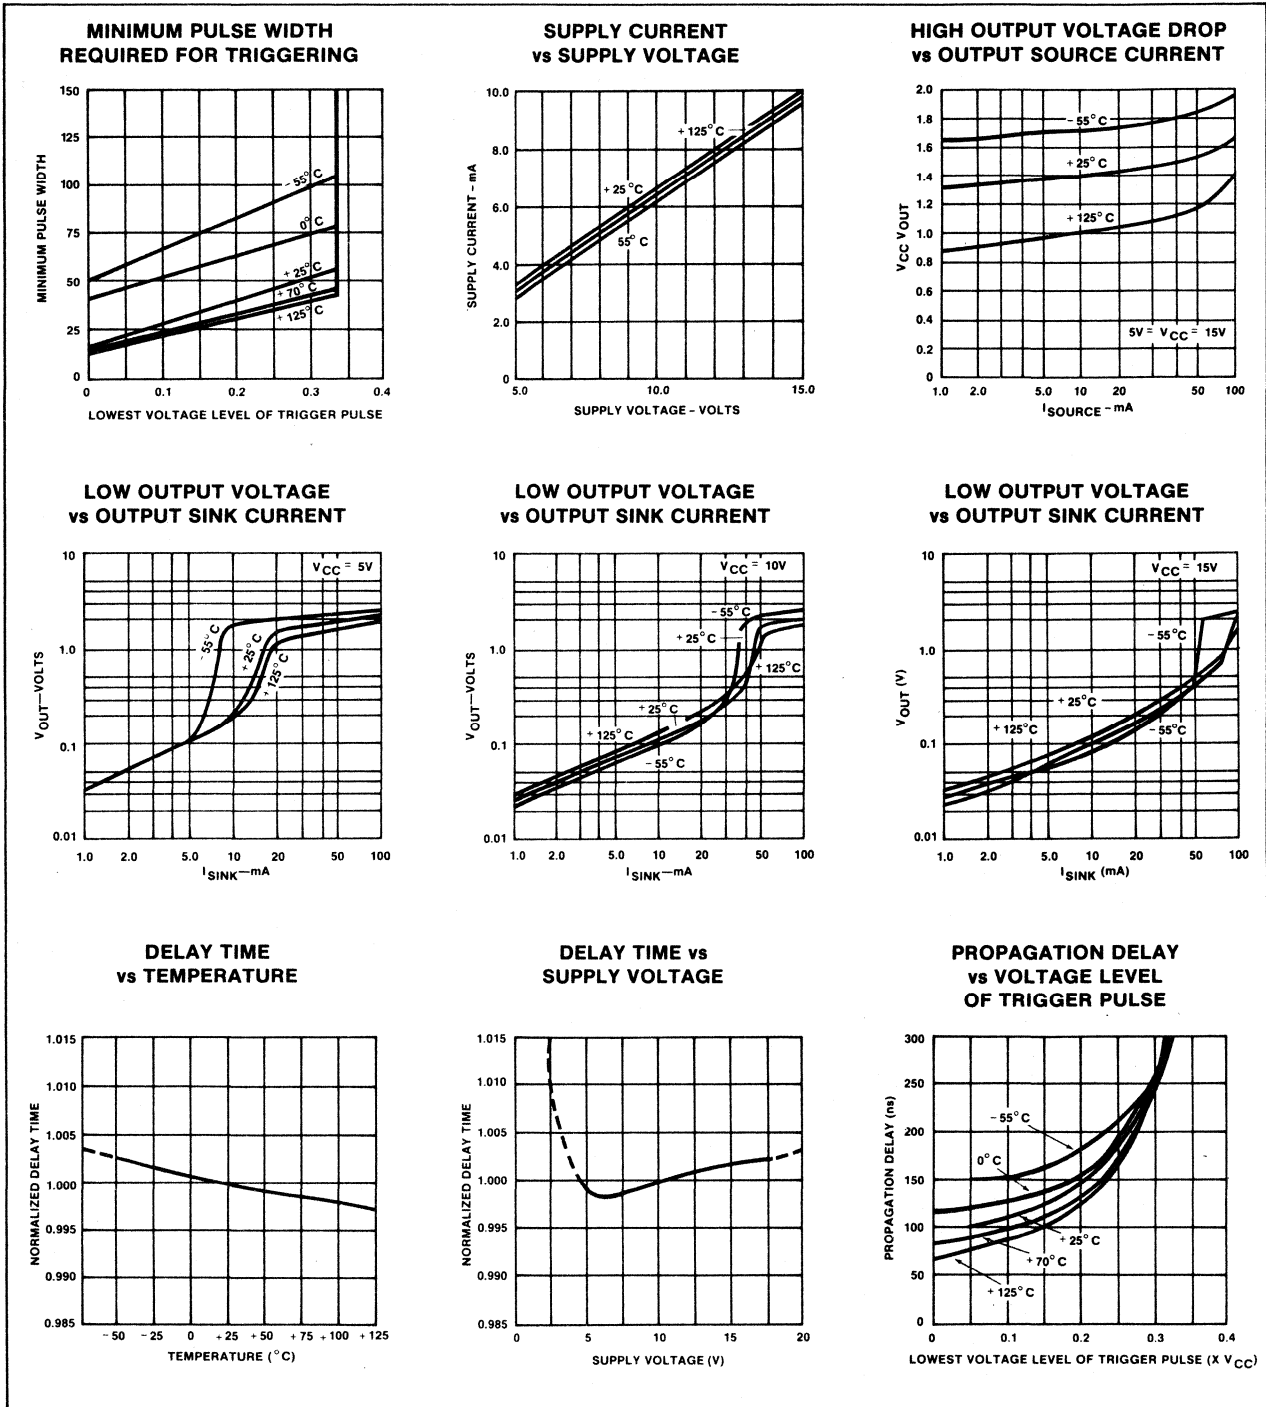 MINIMUM PULSE WIDTH
REQUIRED FOR TRIGGERING
150
125
100
75
50
25
0
MINIMUM PULSE WIDTH
- 55°C
0°C
+ 25°C
+ 70°C
+ 125°C
0
0.1
0.2
0.3
0.4
LOWEST VOLTAGE LEVEL OF TRIGGER PULSE
SUPPLY CURRENT
vs SUPPLY VOLTAGE
10.0
8.0
6.0
4.0
2.0
0
SUPPLY CURRENT - mA
+ 125°C
+ 25°C
55°C
5.0
10.0
15.0
SUPPLY VOLTAGE - VOLTS
HIGH OUTPUT VOLTAGE DROP
vs OUTPUT SOURCE CURRENT
2.0
1.8
1.6
1.4
1.2
1.0
0.8
0.6
0.4
0.2
0
VCC VOUT
- 55°C
+ 25°C
+ 125°C
5V = VCC = 15V
1.0
2.0
5.0
10
20
50
100
ISOURCE - mA
LOW OUTPUT VOLTAGE
vs OUTPUT SINK CURRENT
10
1.0
0.1
0.01
VOUT—VOLTS
VCC = 5V
- 55°C
+ 25°C
+ 125°C
1.0
2.0
5.0
10
20
50
100
ISINK—mA
LOW OUTPUT VOLTAGE
vs OUTPUT SINK CURRENT
10
1.0
0.1
0.01
VOUT—VOLTS
VCC = 10V
- 55°C
+ 25°C
+ 125°C
+ 25°C
+ 125°C
- 55°C
1.0
2.0
5.0
10
20
50
100
ISINK—mA
LOW OUTPUT VOLTAGE
vs OUTPUT SINK CURRENT
10
1.0
0.1
0.01
VOUT (V)
VCC = 15V
- 55°C
+ 25°C
+ 125°C
- 55°C
1.0
2.0
5.0
10
20
50
100
ISINK (mA)
DELAY TIME
vs TEMPERATURE
1.015
1.010
1.005
1.000
0.995
0.990
0.985
NORMALIZED DELAY TIME
- 50
- 25
0
+ 25
+ 50
+ 75
+ 100
+ 125
TEMPERATURE (°C)
DELAY TIME vs
SUPPLY VOLTAGE
1.015
1.010
1.005
1.000
0.995
0.990
0.985
NORMALIZED DELAY TIME
0
5
10
15
20
SUPPLY VOLTAGE (V)
PROPAGATION DELAY
vs VOLTAGE LEVEL
OF TRIGGER PULSE
300
250
200
150
100
50
0
PROPAGATION DELAY (ns)
- 55°C
0°C
+ 25°C
+ 70°C
+ 125°C
0
0.1
0.2
0.3
0.4
LOWEST VOLTAGE LEVEL OF TRIGGER PULSE (X VCC)